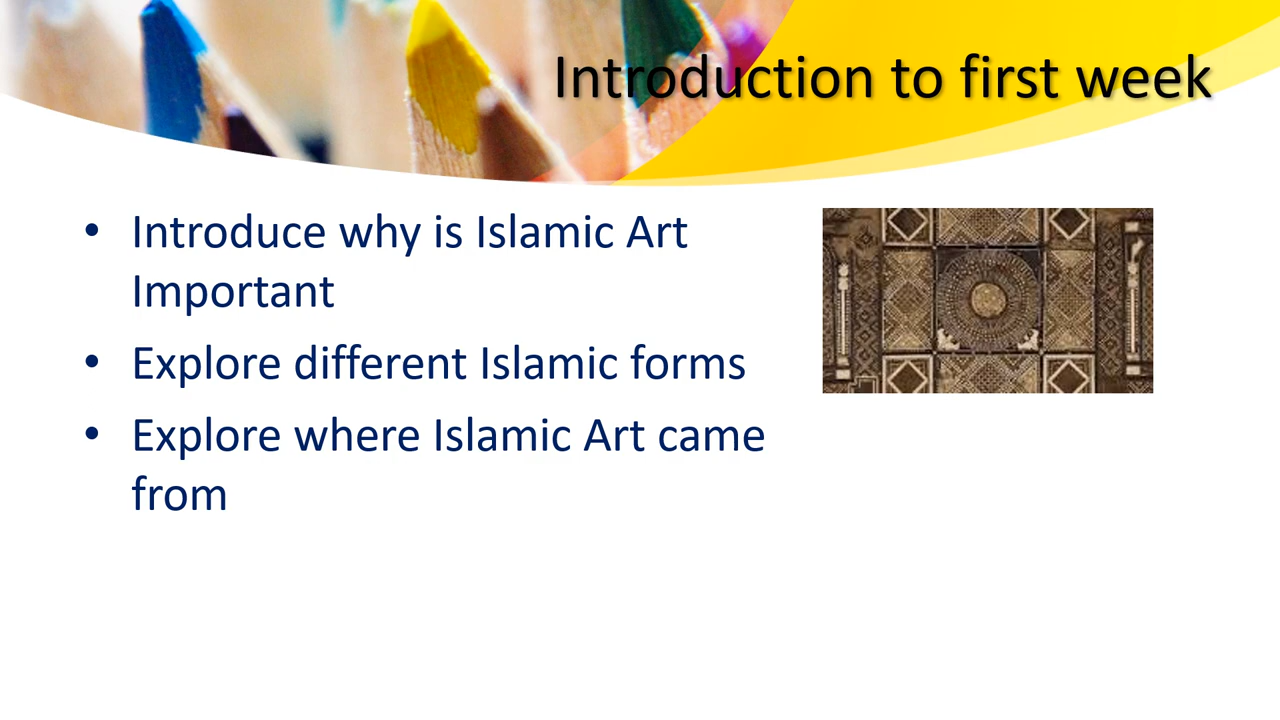 Introduction to first week
• Introduce why is Islamic Art
Important
• Explore different Islamic forms
• Explore where Islamic Art came
from